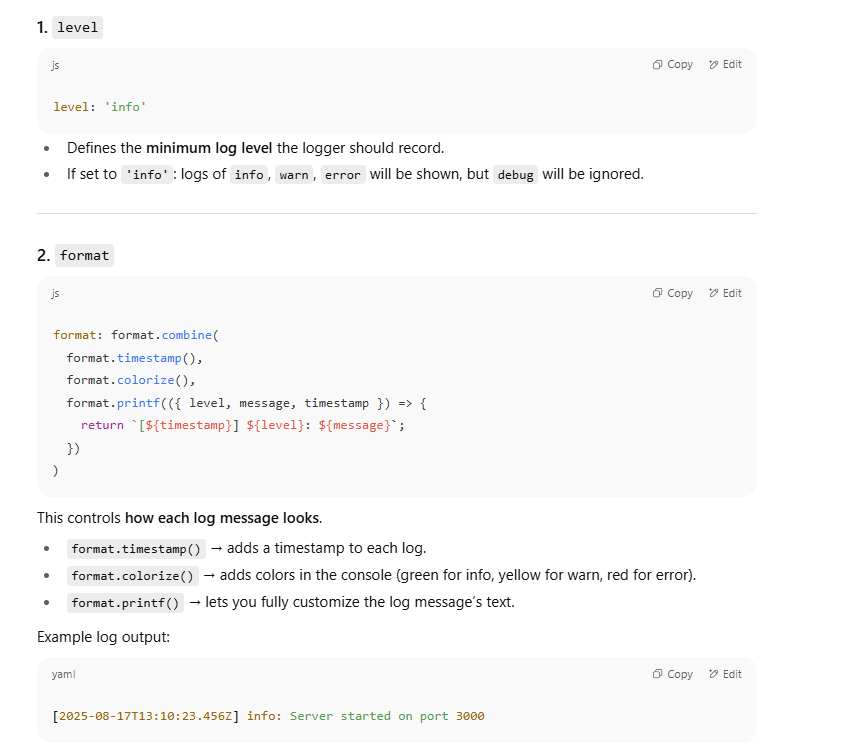 1. level
js
Copy Edit
level: 'info'
• Defines the minimum log level the logger should record.
• If set to 'info': logs of info, warn, error will be shown, but debug will be ignored.
2. format
js
Copy Edit
format: format.combine(
  format.timestamp(),
  format.colorize(),
  format.printf(({ level, message, timestamp }) => {
    return `[${timestamp}] ${level}: ${message}`;
  })
)
This controls how each log message looks.
• format.timestamp() → adds a timestamp to each log.
• format.colorize() → adds colors in the console (green for info, yellow for warn, red for error).
• format.printf() → lets you fully customize the log message's text.
Example log output:
yaml
Copy Edit
[2025-08-17T13:10:23.456Z] info: Server started on port 3000